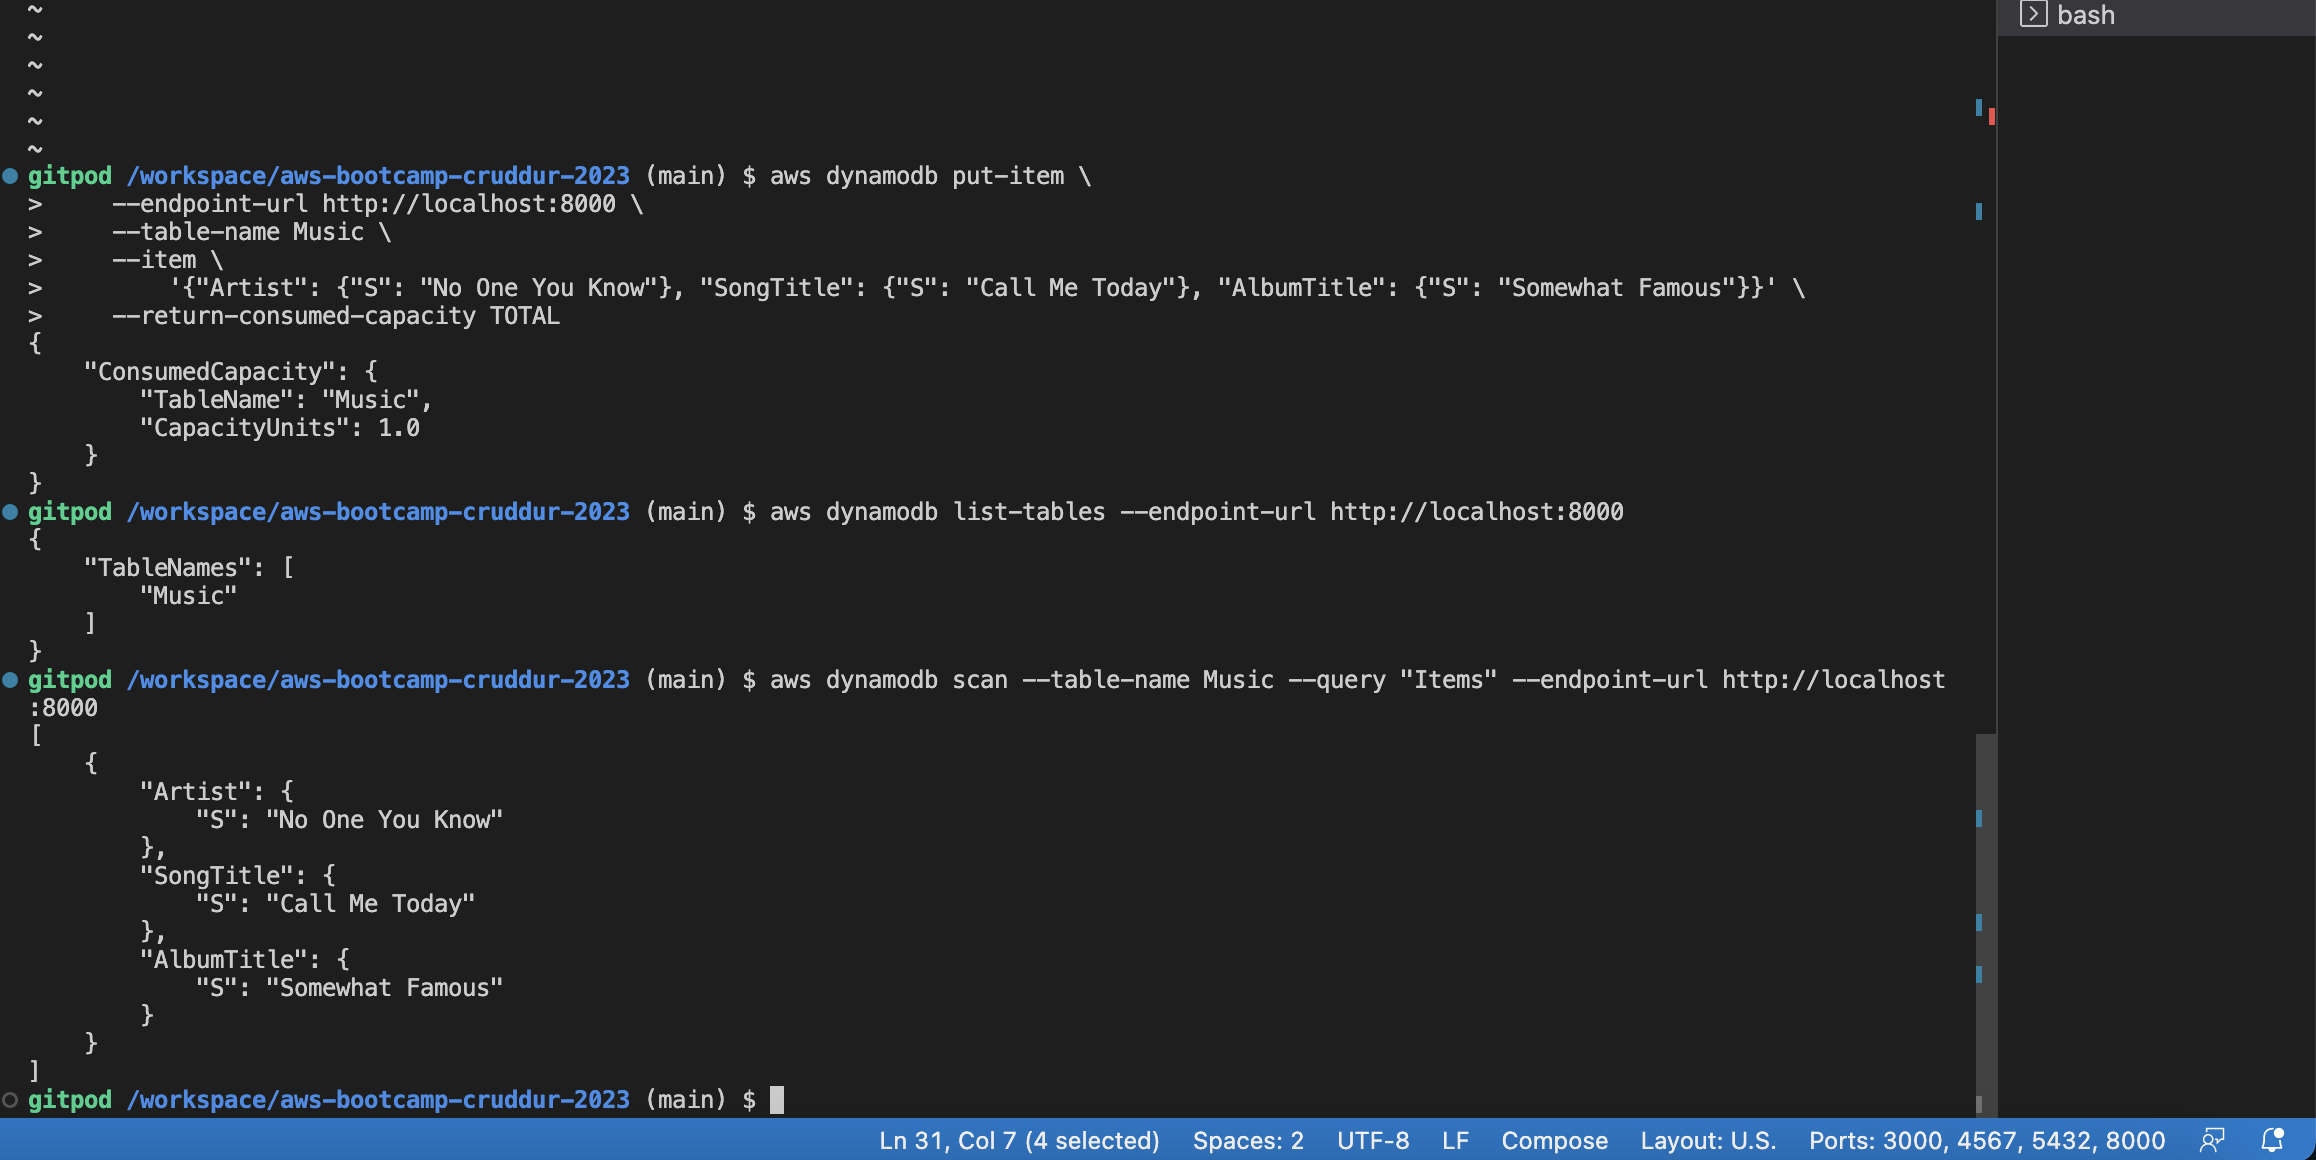 ~
~
~
~
~
~
bash
gitpod /workspace/aws-bootcamp-cruddur-2023 (main) $ aws dynamodb put-item \
>     --endpoint-url http://localhost:8000 \
>     --table-name Music \
>     --item \
>         '{"Artist": {"S": "No One You Know"}, "SongTitle": {"S": "Call Me Today"}, "AlbumTitle": {"S": "Somewhat Famous"}}' \
>     --return-consumed-capacity TOTAL
{
    "ConsumedCapacity": {
        "TableName": "Music",
        "CapacityUnits": 1.0
    }
}
gitpod /workspace/aws-bootcamp-cruddur-2023 (main) $ aws dynamodb list-tables --endpoint-url http://localhost:8000
{
    "TableNames": [
        "Music"
    ]
}
gitpod /workspace/aws-bootcamp-cruddur-2023 (main) $ aws dynamodb scan --table-name Music --query "Items" --endpoint-url http://localhost
:8000
[
    {
        "Artist": {
            "S": "No One You Know"
        },
        "SongTitle": {
            "S": "Call Me Today"
        },
        "AlbumTitle": {
            "S": "Somewhat Famous"
        }
    }
]
gitpod /workspace/aws-bootcamp-cruddur-2023 (main) $
Ln 31, Col 7 (4 selected) Spaces: 2 UTF-8 LF Compose Layout: U.S. Ports: 3000, 4567, 5432, 8000